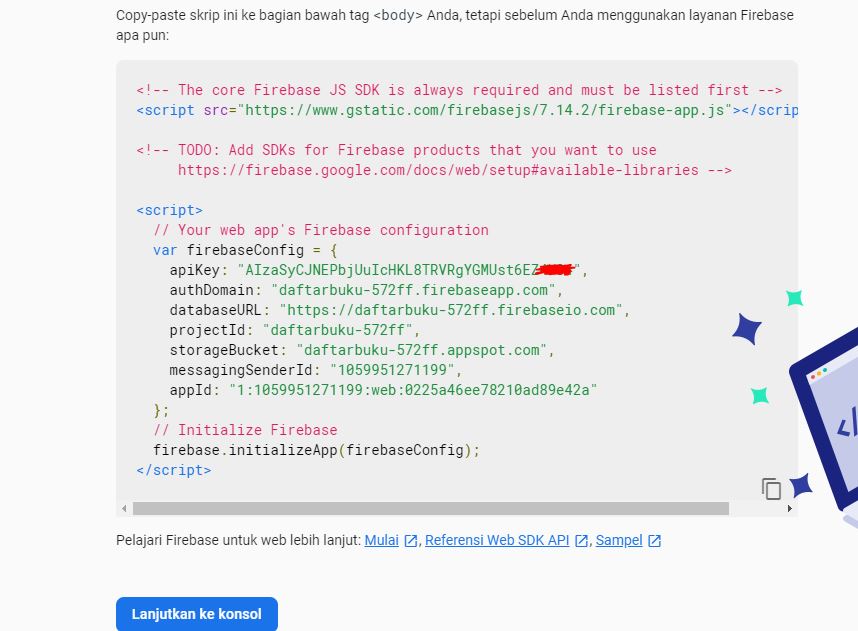 Copy-paste skrip ini ke bagian bawah tag <body> Anda, tetapi sebelum Anda menggunakan layanan Firebase
apa pun:
<!-- The core Firebase JS SDK is always required and must be listed first -->
<script src="https://www.gstatic.com/firebasejs/7.14.2/firebase-app.js"></scrip
<!-- TODO: Add SDKs for Firebase products that you want to use
https://firebase.google.com/docs/web/setup#available-libraries -->
<script>
// Your web app's Firebase configuration
var firebaseConfig = {
apiKey: "AIzaSyCJNEPbjUuIcHKL8TRVRgYGMUst6EZ",
authDomain: "daftarbuku-572ff.firebaseapp.com",
databaseURL: "https://daftarbuku-572ff.firebaseio.com",
projectId: "daftarbuku-572ff",
storageBucket: "daftarbuku-572ff.appspot.com",
messagingSenderId: "1059951271199",
appId: "1:1059951271199:web:0225a46ee78210ad89e42a"
};
// Initialize Firebase
firebase.initializeApp(firebaseConfig);
</script>
Pelajari Firebase untuk web lebih lanjut: Mulai, Referensi Web SDK API, Sampel
Lanjutkan ke konsol